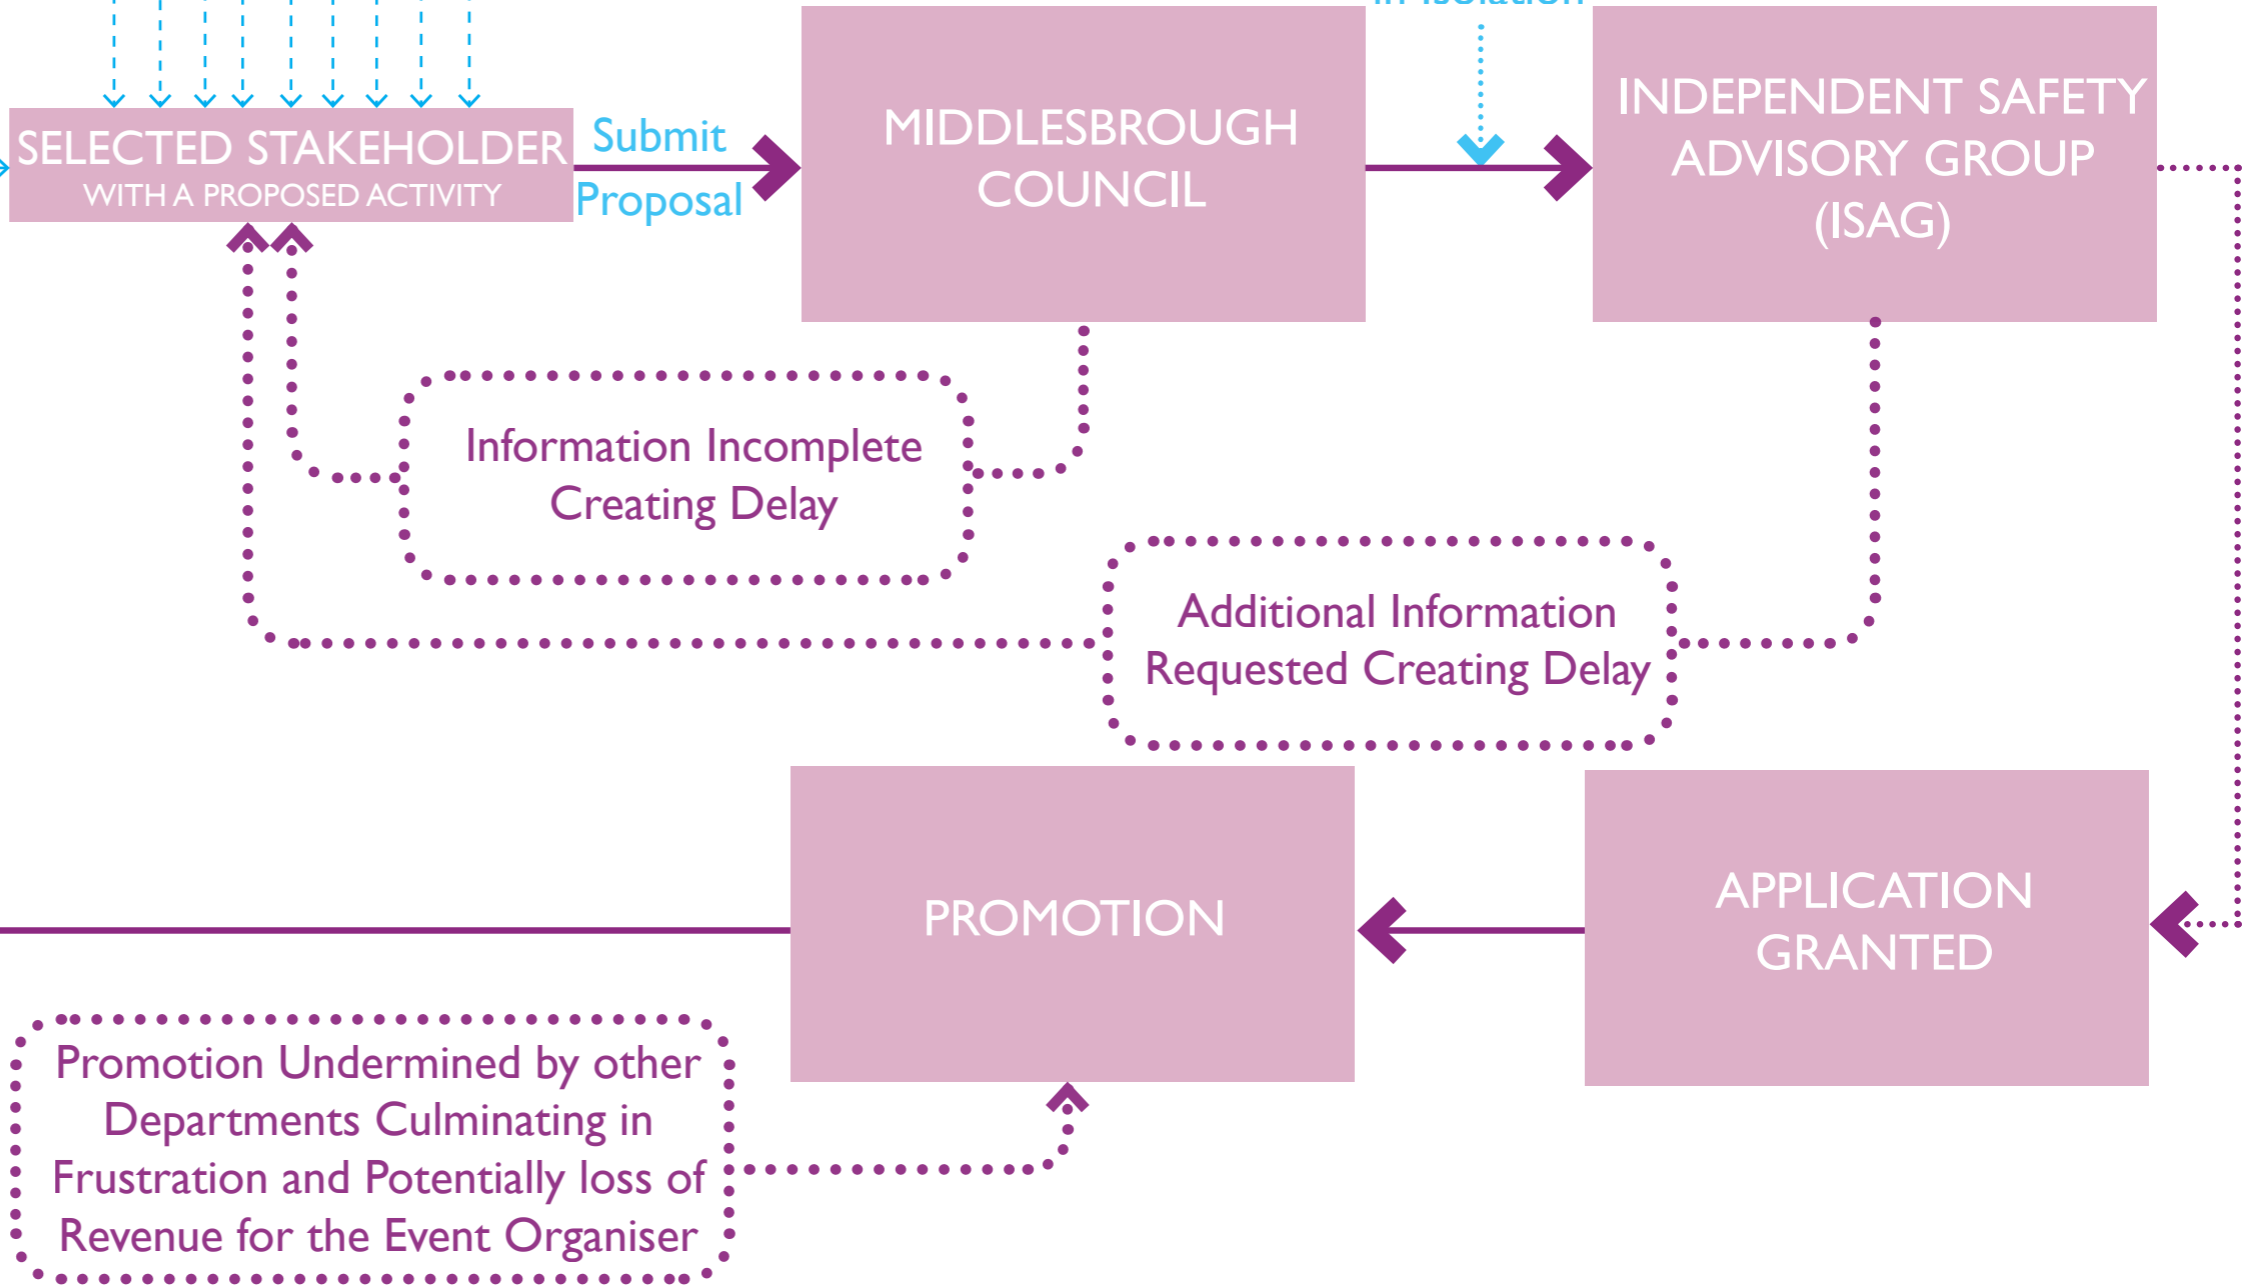 in Isolation
SELECTED STAKEHOLDER
WITH A PROPOSED ACTIVITY
Submit
Proposal
MIDDLESBROUGH
COUNCIL
INDEPENDENT SAFETY
ADVISORY GROUP
(ISAG)
Information Incomplete
Creating Delay
Additional Information
Requested Creating Delay
PROMOTION
APPLICATION
GRANTED
Promotion Undermined by other
Departments Culminating in
Frustration and Potentially loss of
Revenue for the Event Organiser